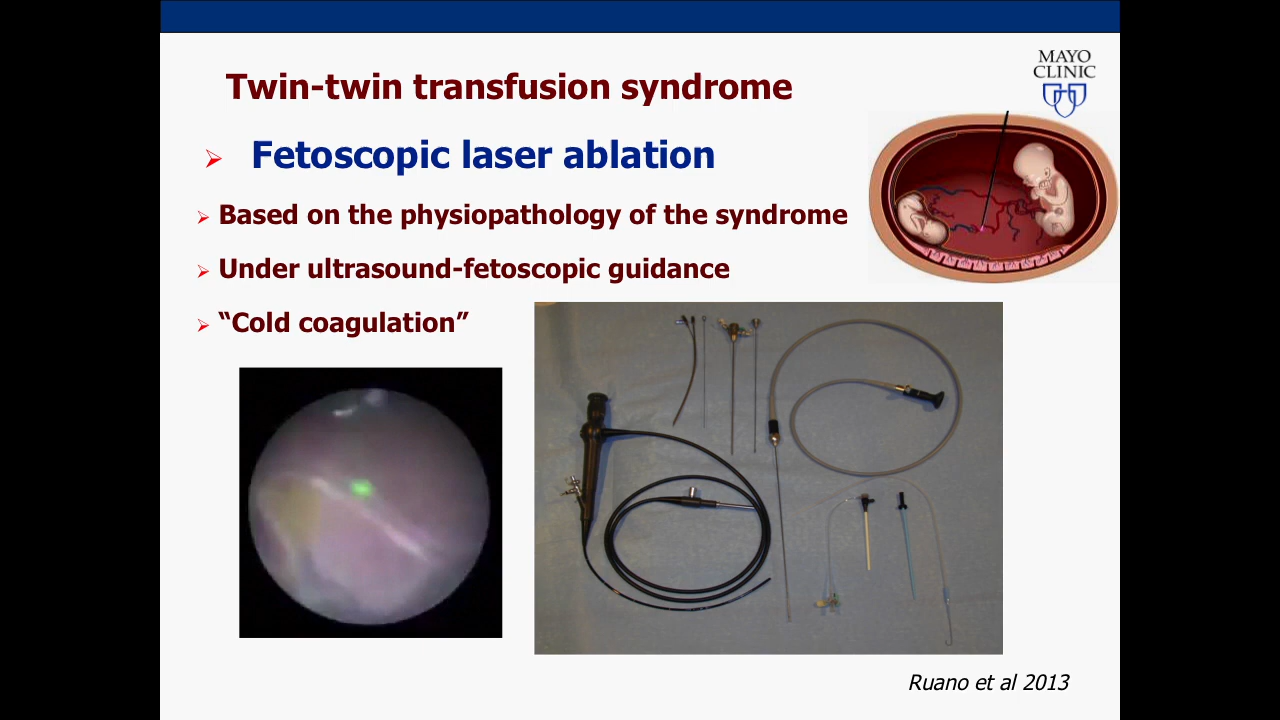 MAYO
CLINIC
Twin-twin transfusion syndrome
Fetoscopic laser ablation
Based on the physiopathology of the syndrome
Under ultrasound-fetoscopic guidance
“Cold coagulation”
Ruano et al 2013